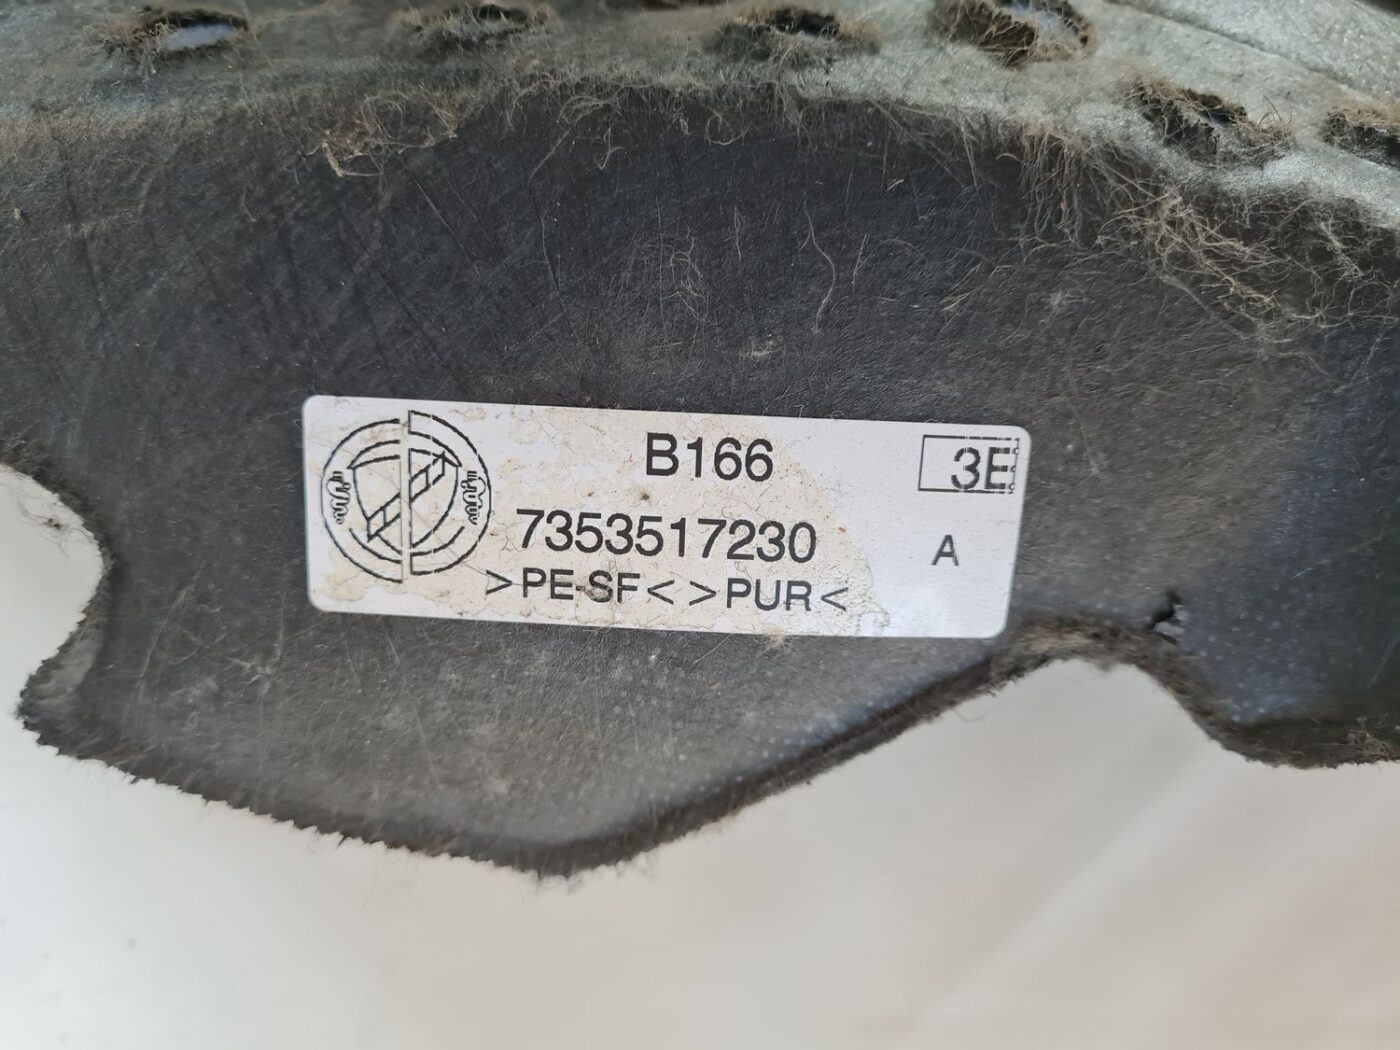 B166
3E
7353517230
A
>PE-SF< >PUR<